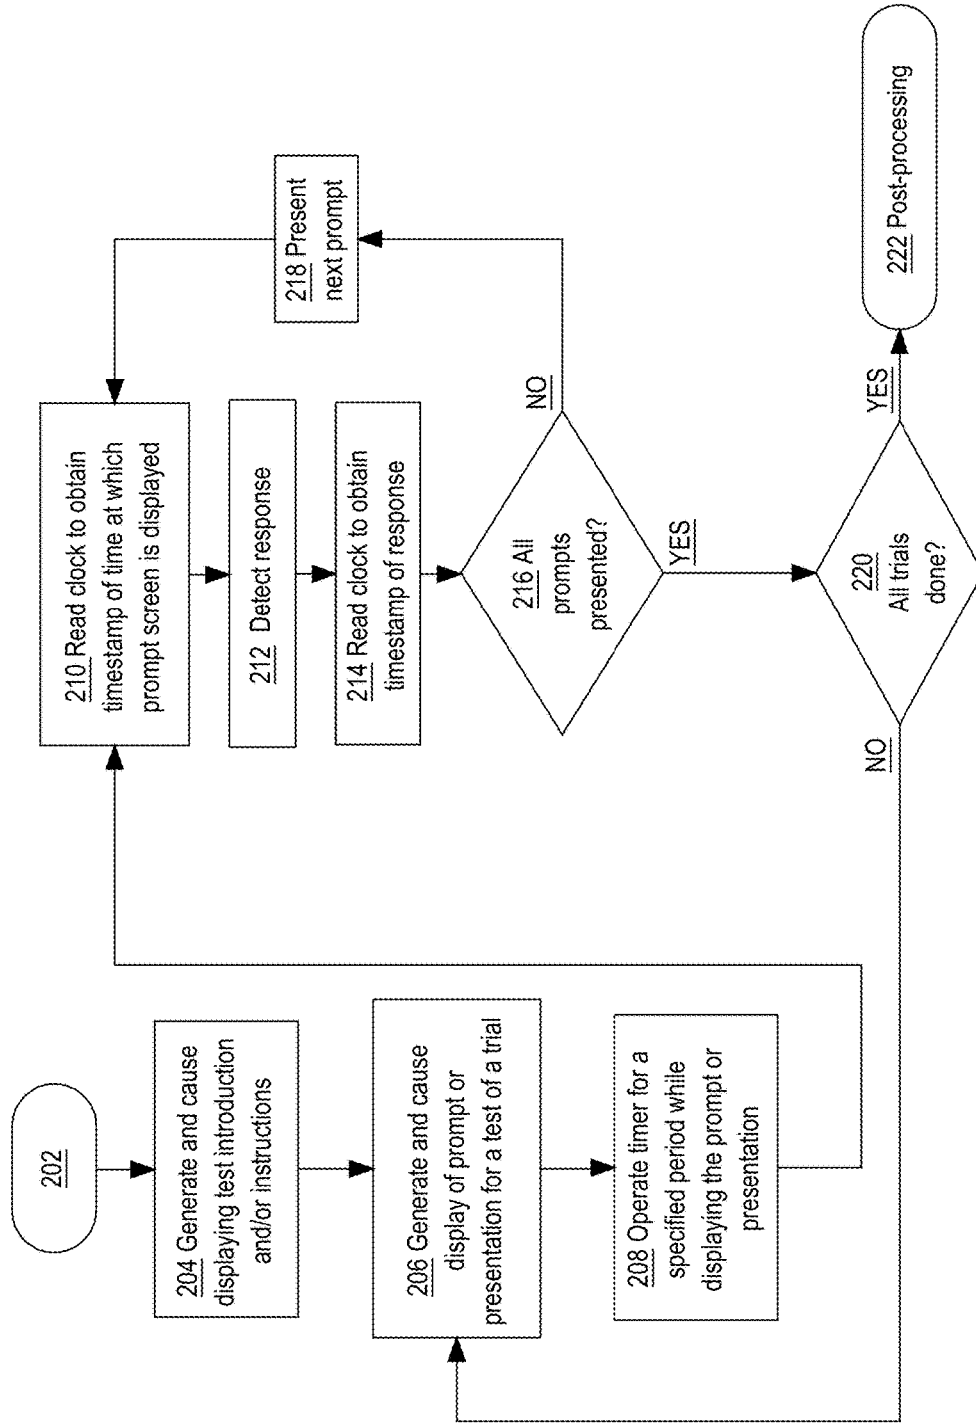 202
204 Generate and cause
displaying test introduction
and/or instructions
206 Generate and cause
display of prompt or
presentation for a test of a trial
208 Operate timer for a
specified period while
displaying the prompt or
presentation
210 Read clock to obtain
timestamp of time at which
prompt screen is displayed
212 Detect response
214 Read clock to obtain
timestamp of response
216 All
prompts
presented?
NO
YES
218 Present
next prompt
220
All trials
done?
NO
YES
222 Post-processing